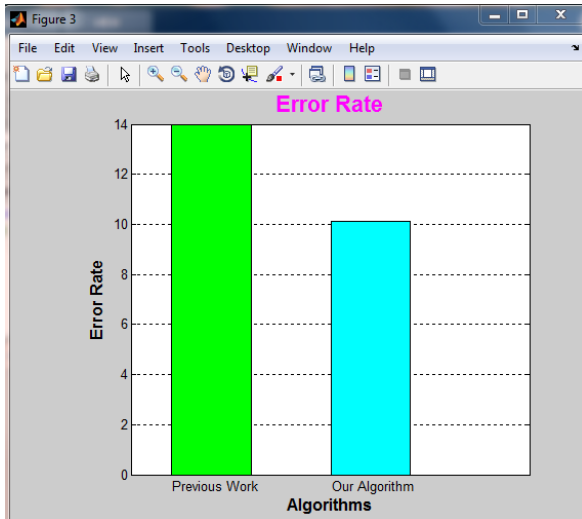 Figure 3
File Edit View Insert Tools Desktop Window Help
Error Rate
14
12
10
8
6
4
2
0
Error Rate
Previous Work Our Algorithm
Algorithms